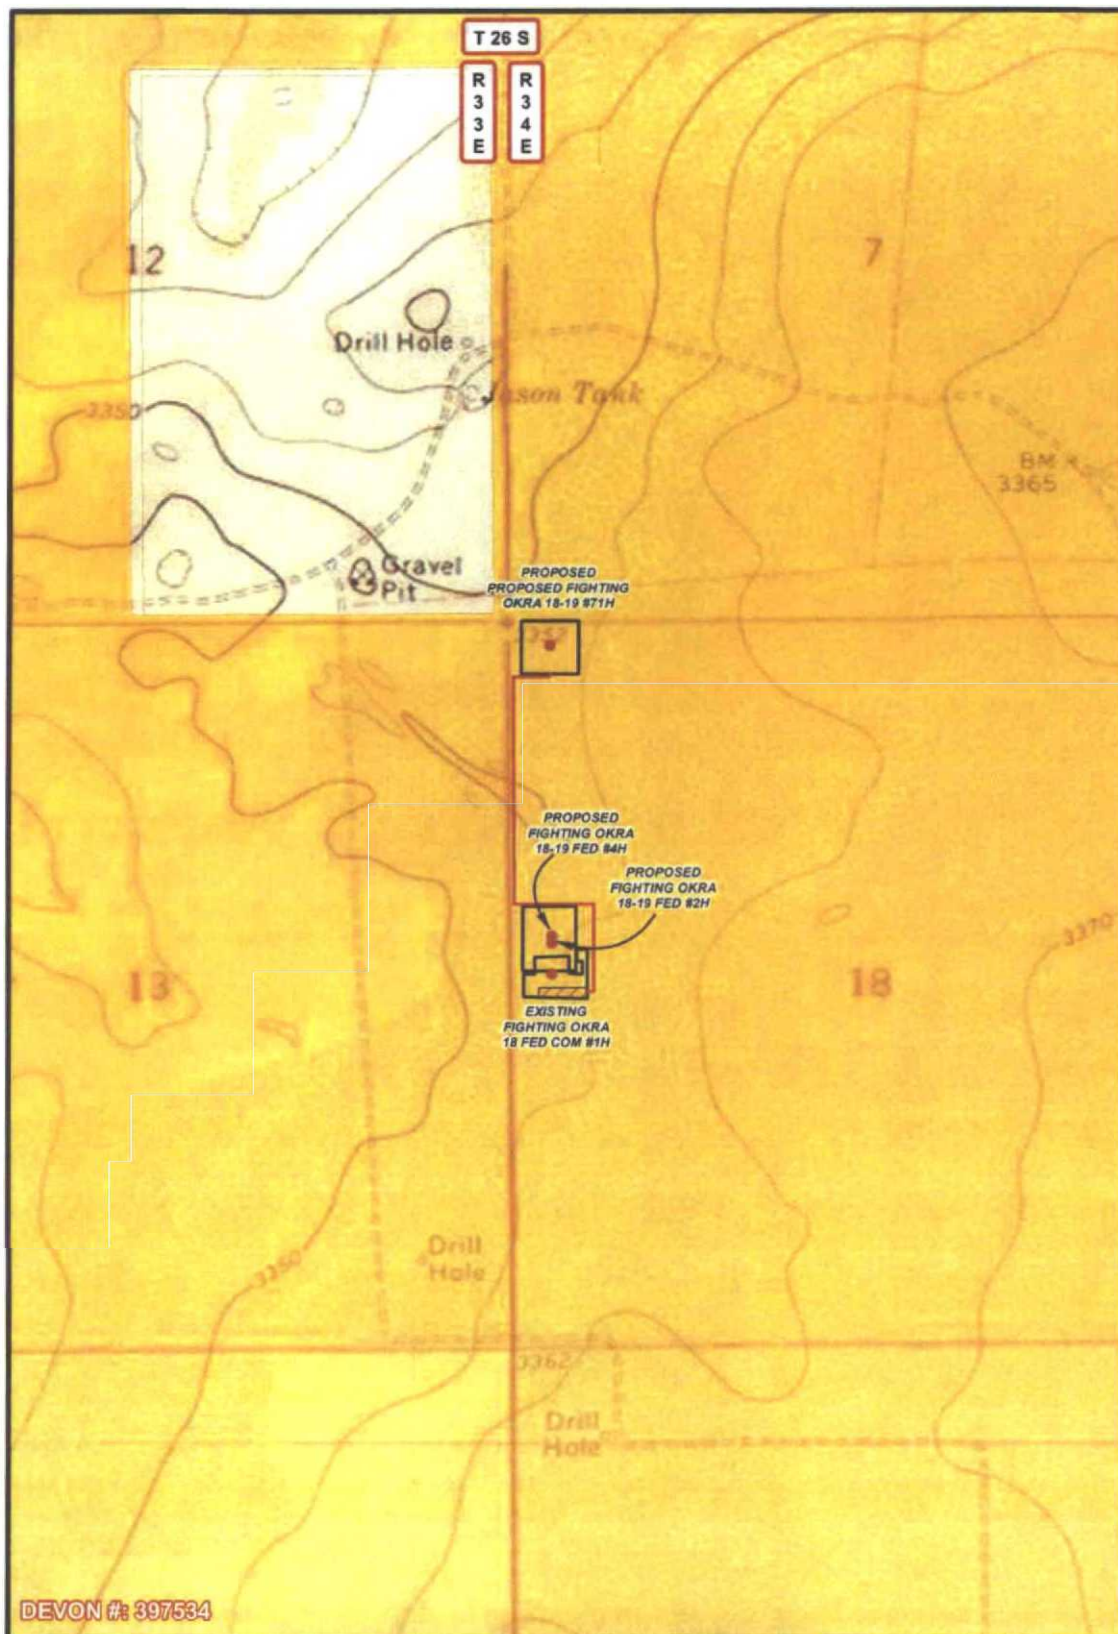 T 26 S
R
3
3
E
R
3
4
E
12
7
Drill Hole
Jason Tank
3350
BM
3365
Gravel
Pit
PROPOSED
PROPOSED FIGHTING
OKRA 18-19 #71H
PROPOSED
FIGHTING OKRA
18-19 FED #4H
PROPOSED
FIGHTING OKRA
18-19 FED #2H
3370
13
18
EXISTING
FIGHTING OKRA
18 FED COM #1H
Drill
Hole
3350
3362
Drill
Hole
DEVON #: 397534